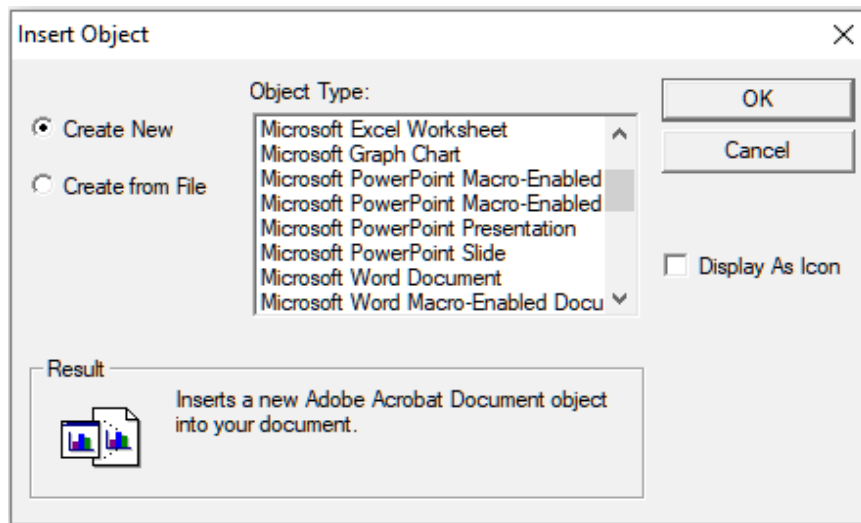 Insert Object
Object Type:
Create New
Create from File
Microsoft Excel Worksheet
Microsoft Graph Chart
Microsoft PowerPoint Macro-Enabled
Microsoft PowerPoint Macro-Enabled
Microsoft PowerPoint Presentation
Microsoft PowerPoint Slide
Microsoft Word Document
Microsoft Word Macro-Enabled Docu
OK
Cancel
Display As Icon
Result
Inserts a new Adobe Acrobat Document object
into your document.